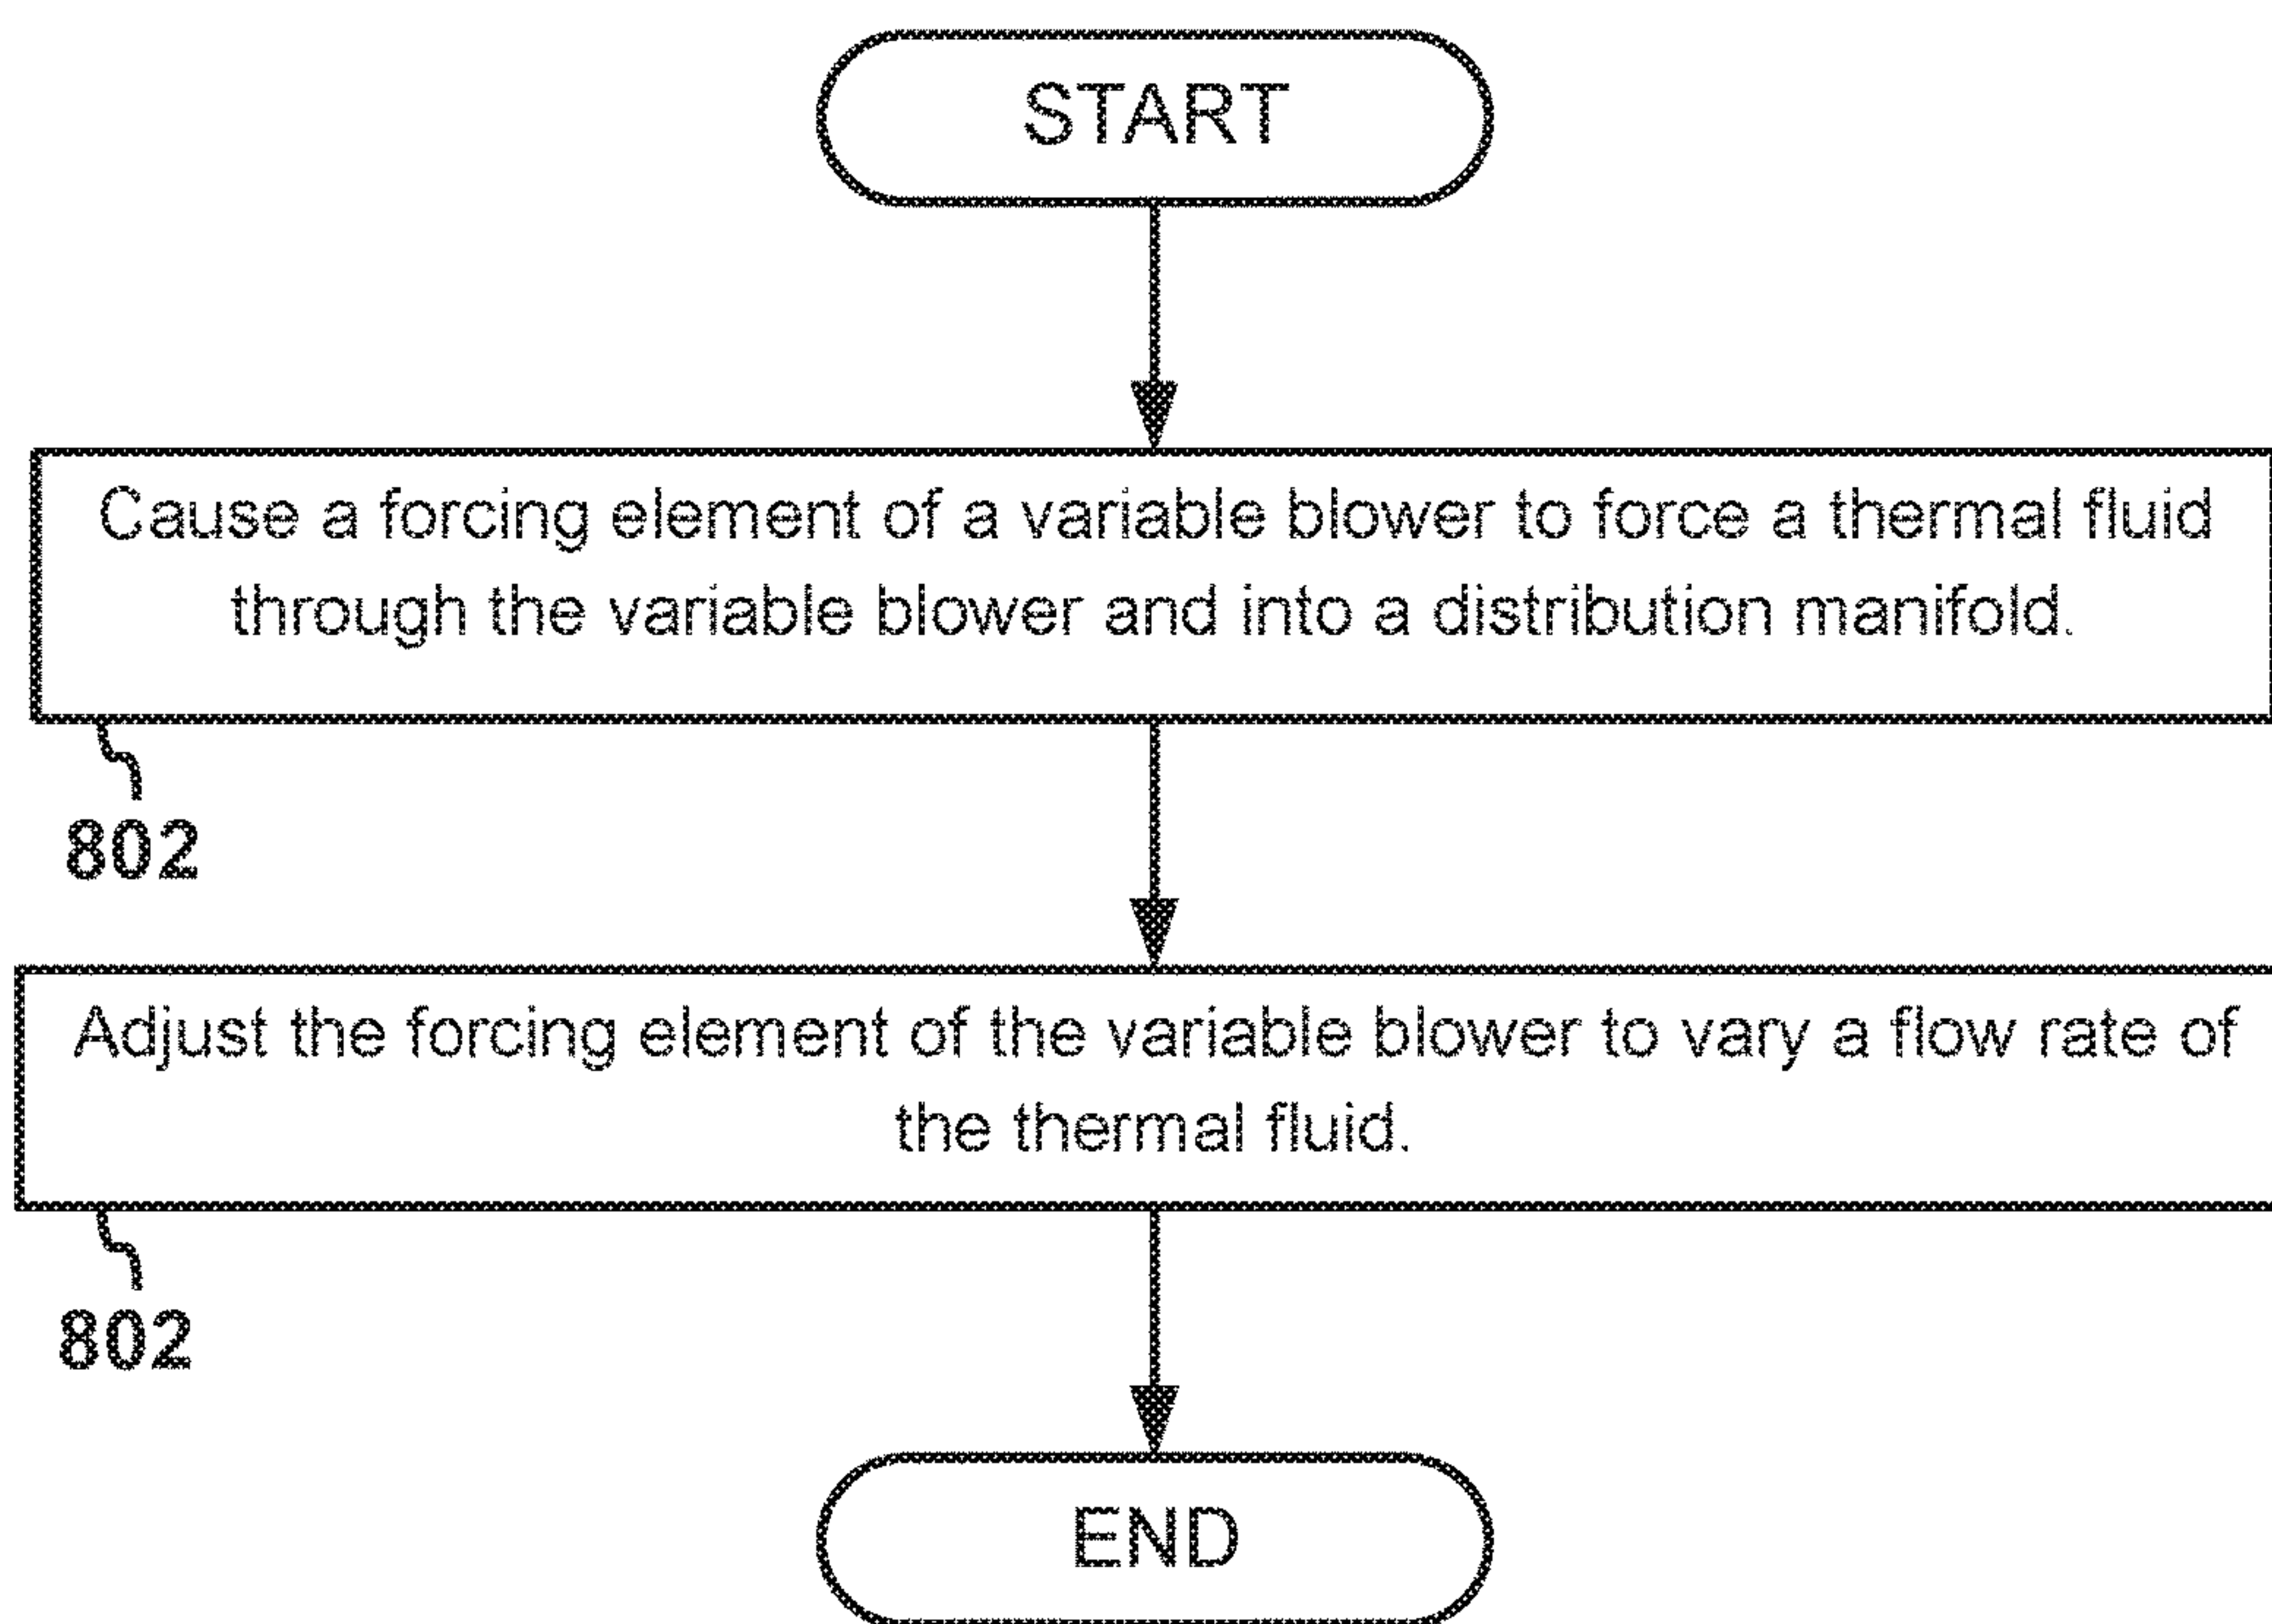 START
Cause a forcing element of a variable blower to force a thermal fluid
through the variable blower and into a distribution manifold.
802
Adjust the forcing element of the variable blower to vary a flow rate of
the thermal fluid.
802
END